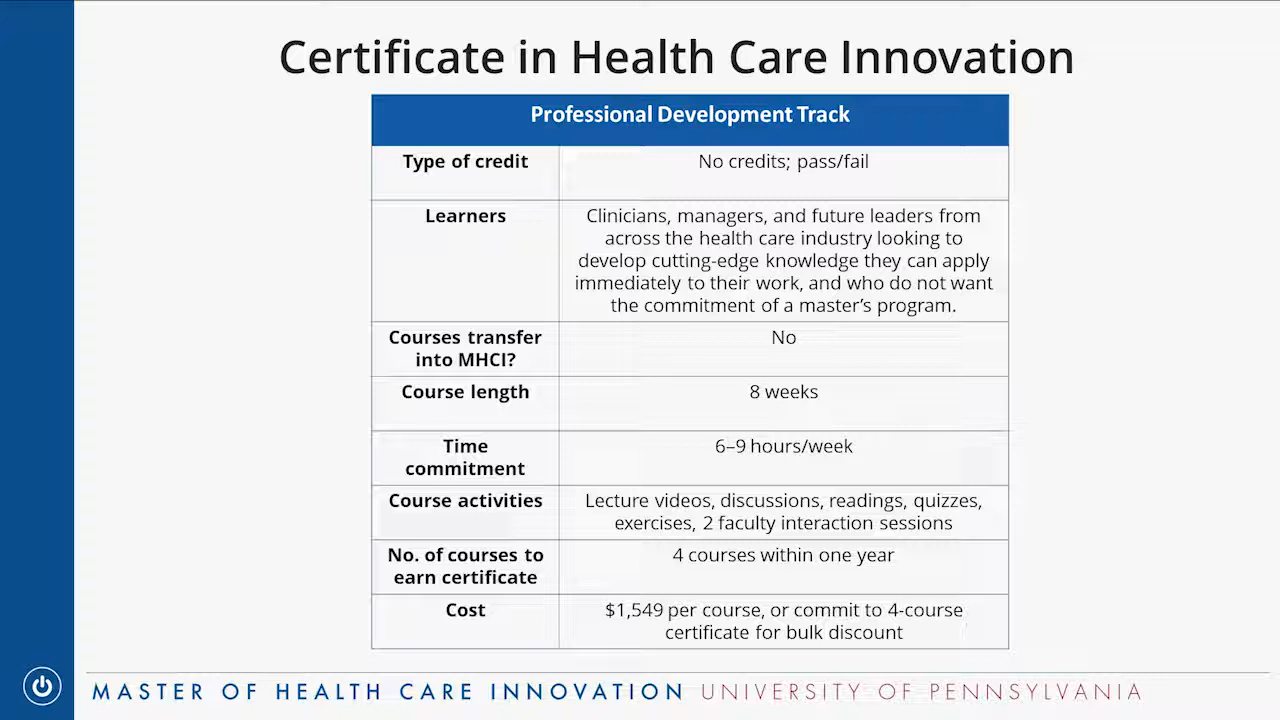 Certificate in Health Care Innovation
Professional Development Track
Type of credit
No credits; pass/fail
Learners
Clinicians, managers, and future leaders from
across the health care industry looking to
develop cutting-edge knowledge they can apply
immediately to their work, and who do not want
the commitment of a master's program.
Courses transfer
into MHCI?
No
Course length
8 weeks
Time
commitment
6–9 hours/week
Course activities
Lecture videos, discussions, readings, quizzes,
exercises, 2 faculty interaction sessions
No. of courses to
earn certificate
4 courses within one year
Cost
$1,549 per course, or commit to 4-course
certificate for bulk discount
MASTER OF HEALTH CARE INNOVATION UNIVERSITY OF PENNSYLVANIA